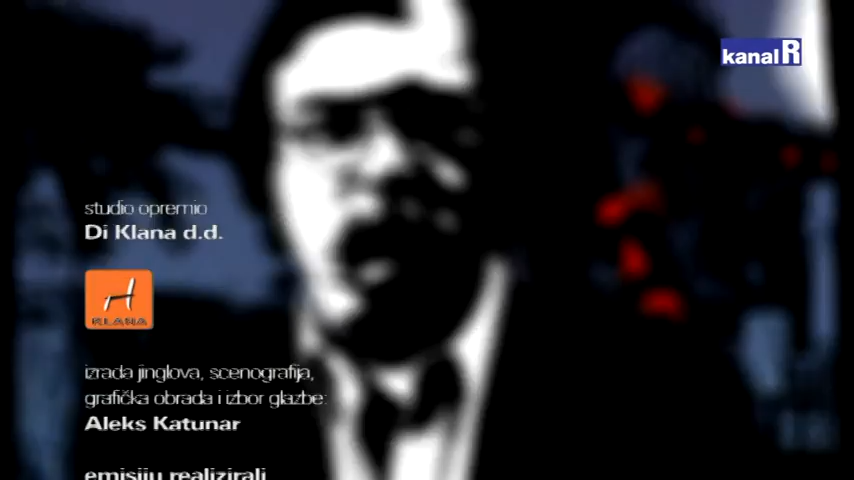 kanal R
studio opremio
Di Klana d.d.
KLANA
izrada jinglova, scenografija,
grafička obrada i izbor glazbe:
Aleks Katunar
emisiju realizirali